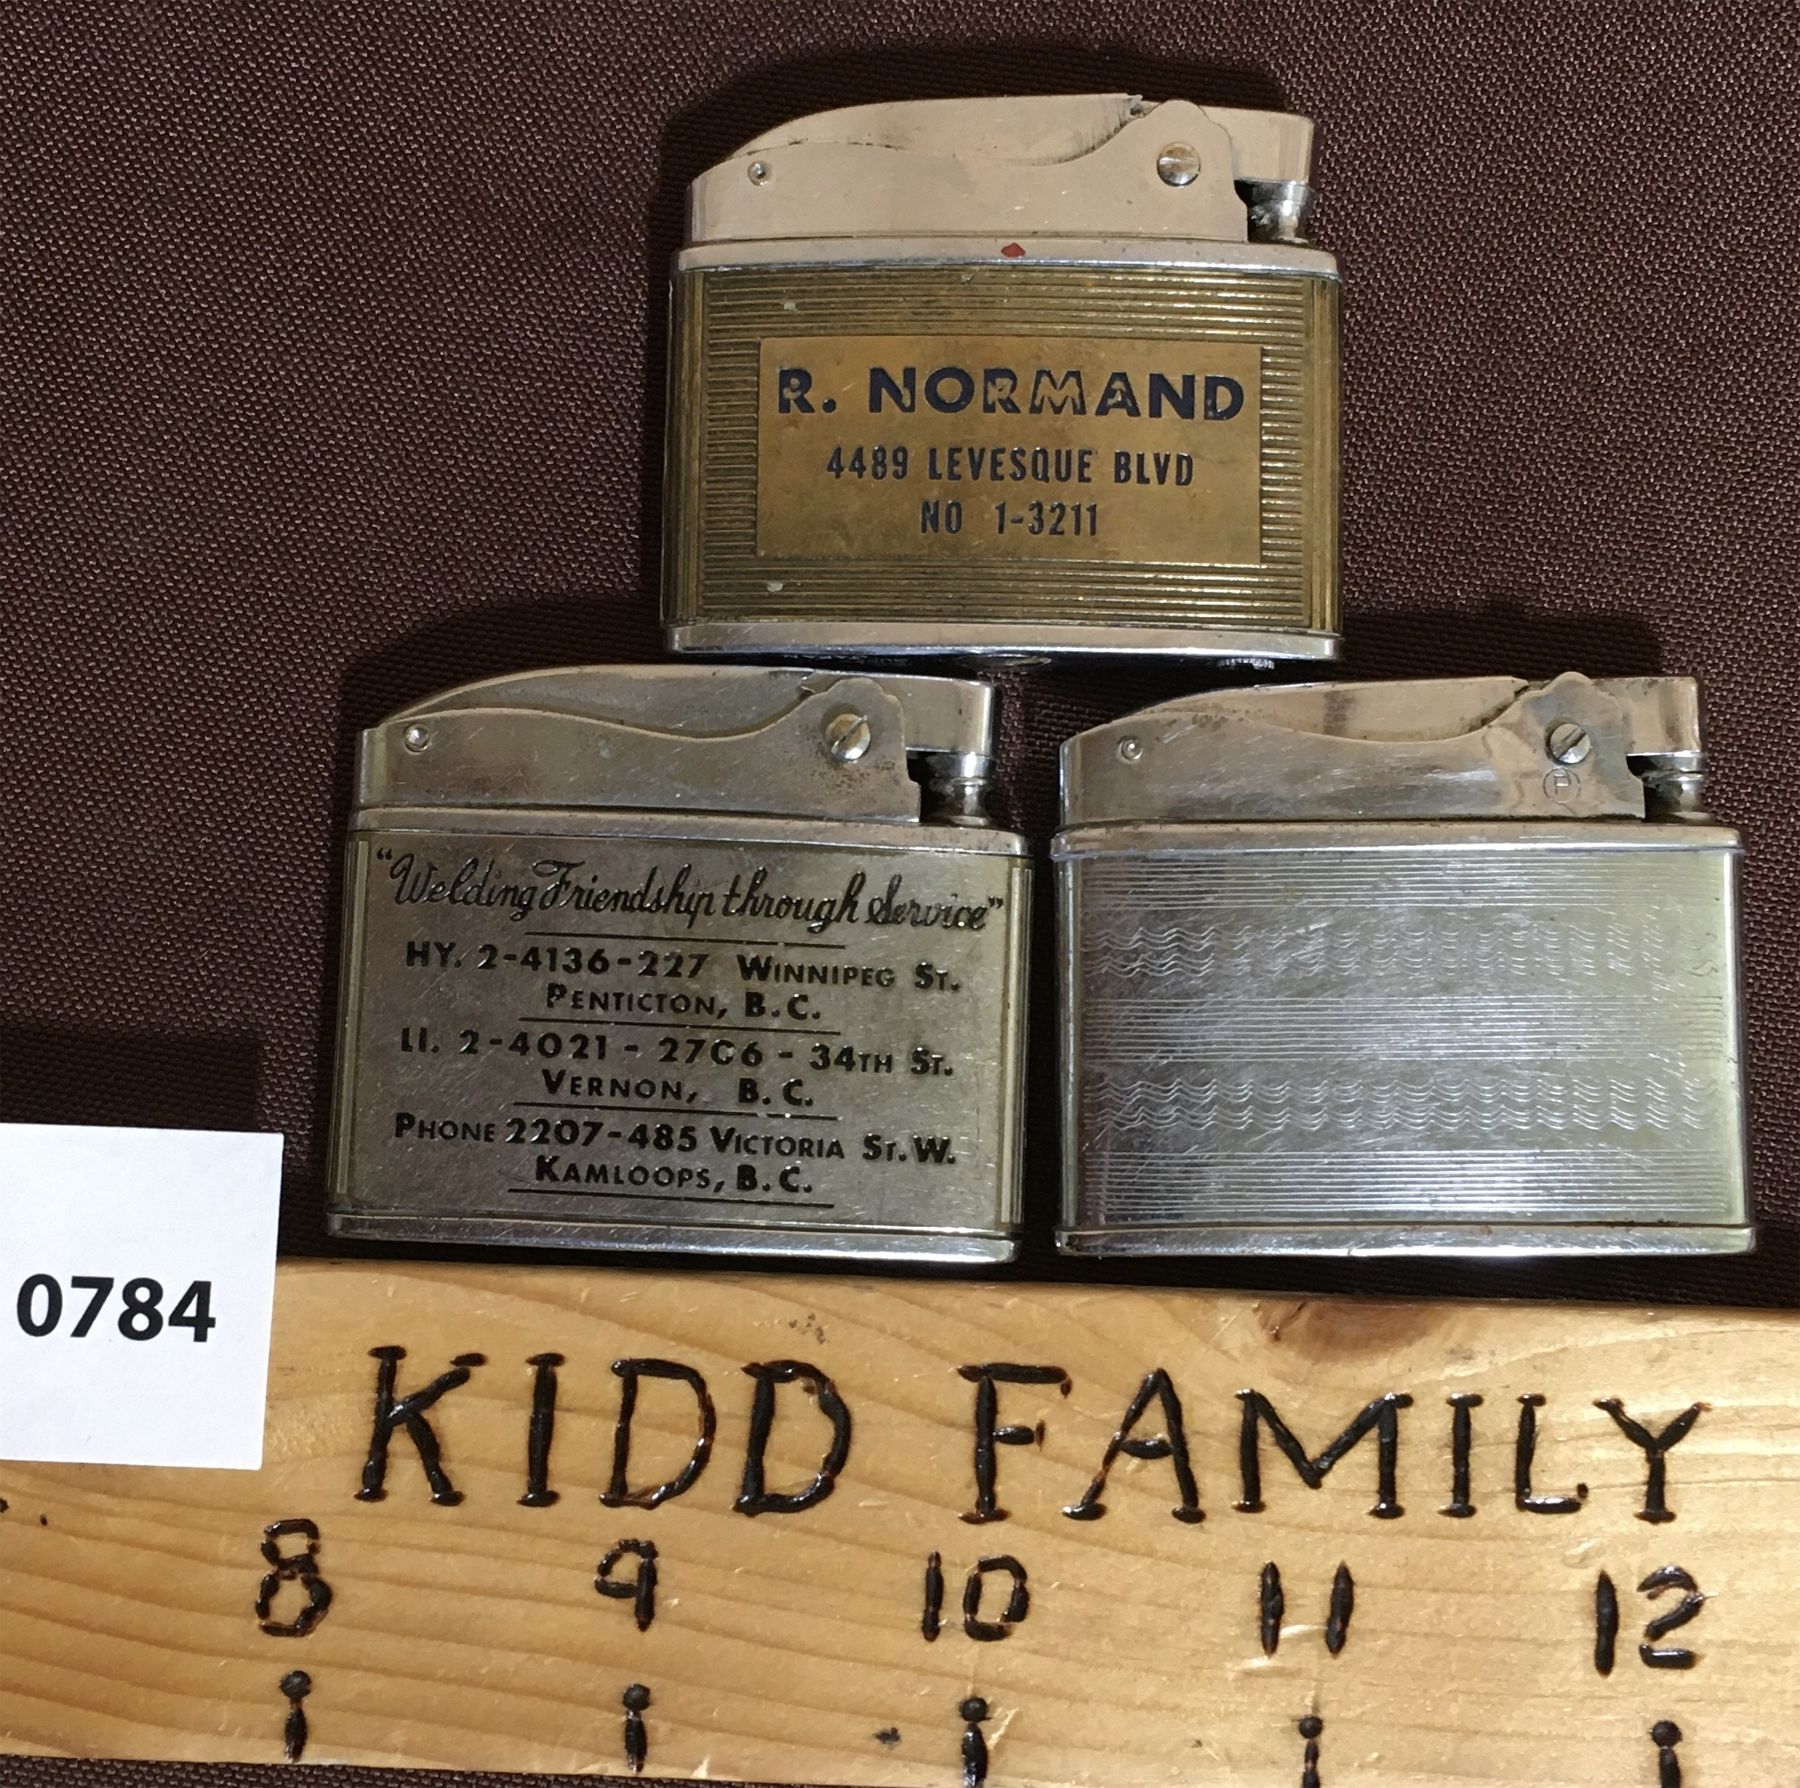 R. NORMAND
4489 LEVESQUE BLVD
NO 1-3211
"Welding Friendship through Service"
HY. 2-4136-227 WINNIPEG ST.
PENTICTON, B.C.
LI. 2-4021 - 2706 - 34TH ST.
VERNON, B.C.
PHONE 2207-485 VICTORIA ST. W.
KAMLOOPS, B.C.
0784
KIDD FAMILY
8 9 10 11 12